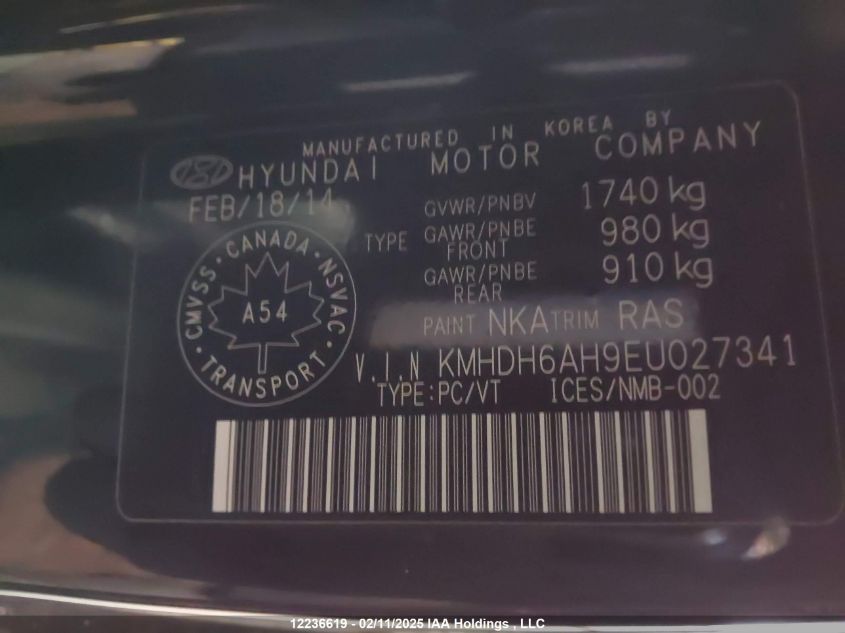 MANUFACTURED IN KOREA BY
HYUNDAI MOTOR COMPANY
FEB/18/14
GVWR/PNBV 1740 kg
TYPE GAWR/PNBE FRONT 980 kg
GAWR/PNBE REAR 910 kg
CMVSS · CANADA · NSVAC · TRANSPORT ·
A54
PAINT NKA TRIM RAS
V.I.N KMHDH6AH9EU027341
TYPE:PC/VT ICES/NMB-002
12236619 - 02/11/2025 IAA Holdings , LLC